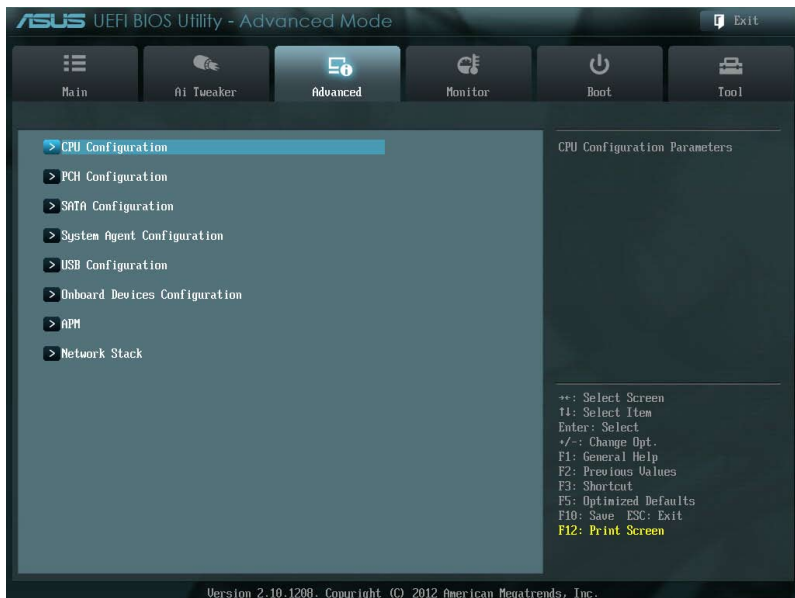 ASUS UEFI BIOS Utility - Advanced Mode
Exit
Main
Ai Tweaker
Advanced
Monitor
Boot
Tool
> CPU Configuration
> PCH Configuration
> SATA Configuration
> System Agent Configuration
> USB Configuration
> Onboard Devices Configuration
> APM
> Network Stack
CPU Configuration Parameters
→←: Select Screen
↑↓: Select Item
Enter: Select
+/-: Change Opt.
F1: General Help
F2: Previous Values
F3: Shortcut
F5: Optimized Defaults
F10: Save ESC: Exit
F12: Print Screen
Version 2.10.1208. Copyright (C) 2012 American Megatrends, Inc.